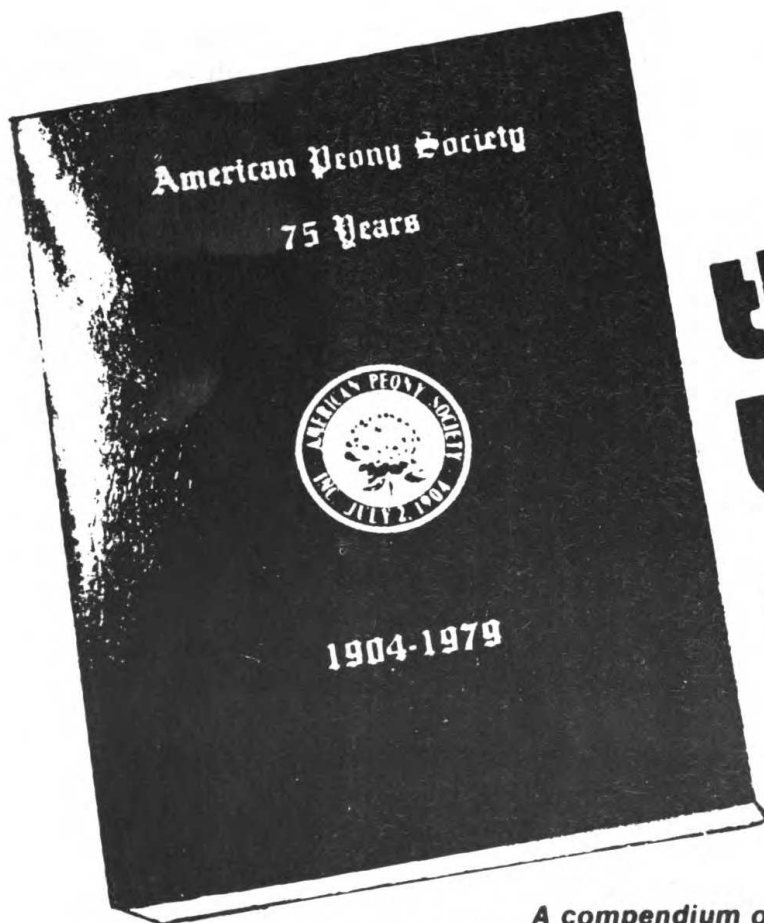 American Peony Society
75 Years
AMERICAN PEONY SOCIETY
INC. JULY 2, 1904
1904-1979
A compendium o